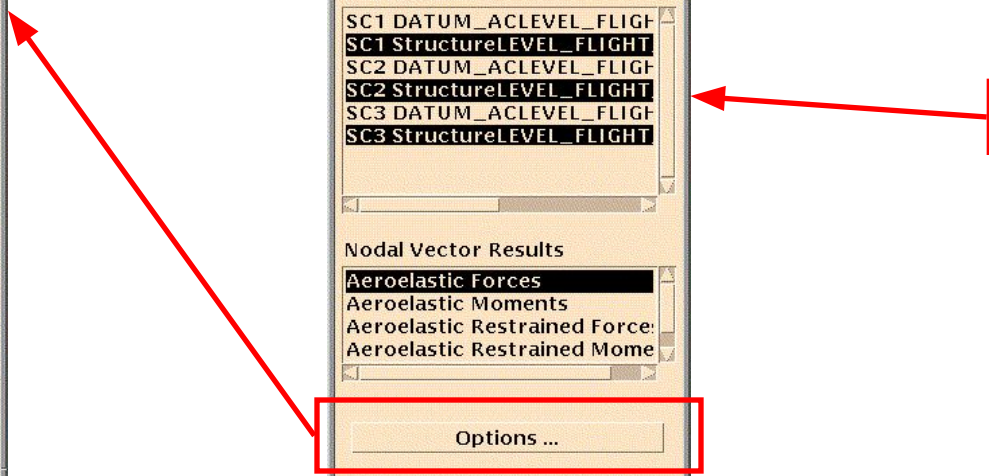 SC1 DATUM_ACLEVEL_FLIGH
SC1 StructureLEVEL_FLIGHT
SC2 DATUM_ACLEVEL_FLIGH
SC2 StructureLEVEL_FLIGHT
SC3 DATUM_ACLEVEL_FLIGH
SC3 StructureLEVEL_FLIGHT
Nodal Vector Results
Aeroelastic Forces
Aeroelastic Moments
Aeroelastic Restrained Force
Aeroelastic Restrained Mome
Options ...